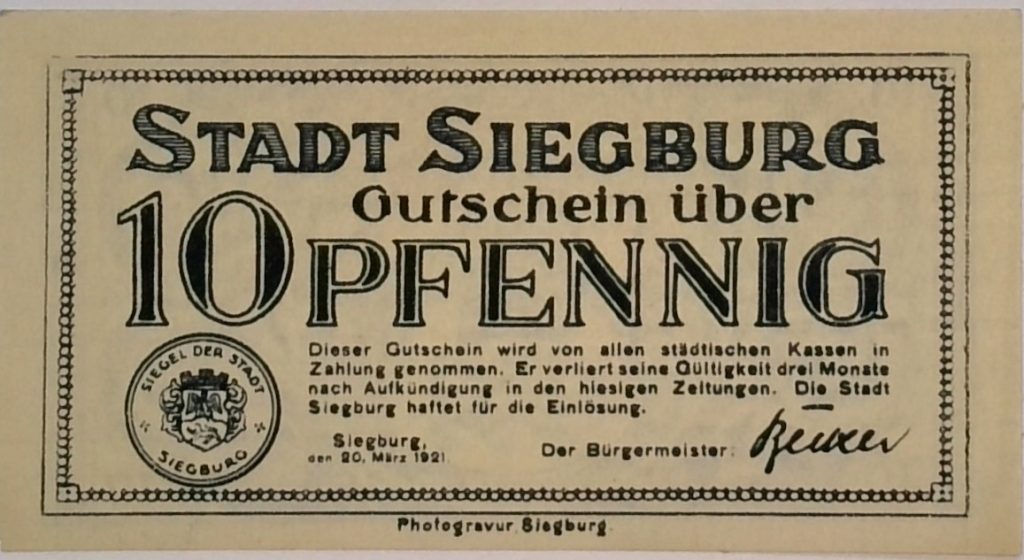 STADT SIEGBURG
Gutschein über
10 PFENNIG
Dieser Gutschein wird von allen städtischen Kassen in
Zahlung genommen. Er verliert seine Gültigkeit drei Monate
nach Aufkündigung in den hiesigen Zeitungen. Die Stadt
Siegburg haftet für die Einlösung.
SIEGEL DER STADT
SIEGBURG
Siegburg,
den 20. März 1921.
Der Bürgermeister:
Photogravur Siegburg.